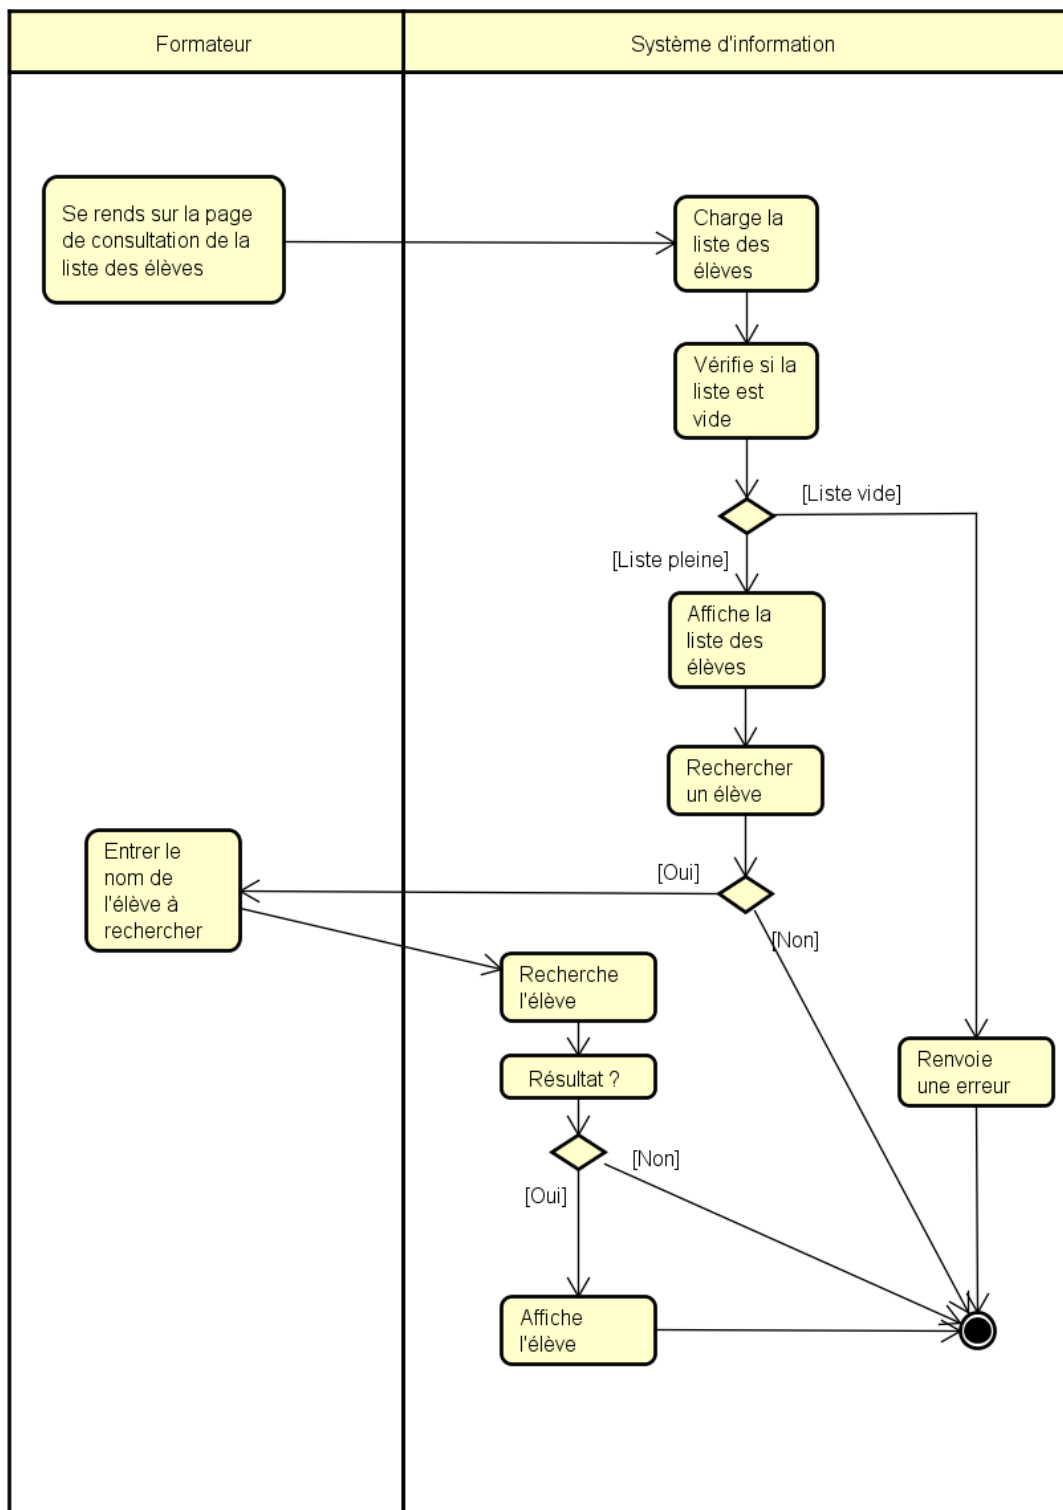 Formateur
Système d'information
Se rends sur la page
de consultation de la
liste des élèves
Charge la
liste des
élèves
Vérifie si la
liste est
vide
[Liste vide]
[Liste pleine]
Affiche la
liste des
élèves
Rechercher
un élève
[Oui]
[Non]
Entrer le
nom de
l'élève à
rechercher
Recherche
l'élève
Résultat ?
[Non]
[Oui]
Renvoie
une erreur
Affiche
l'élève